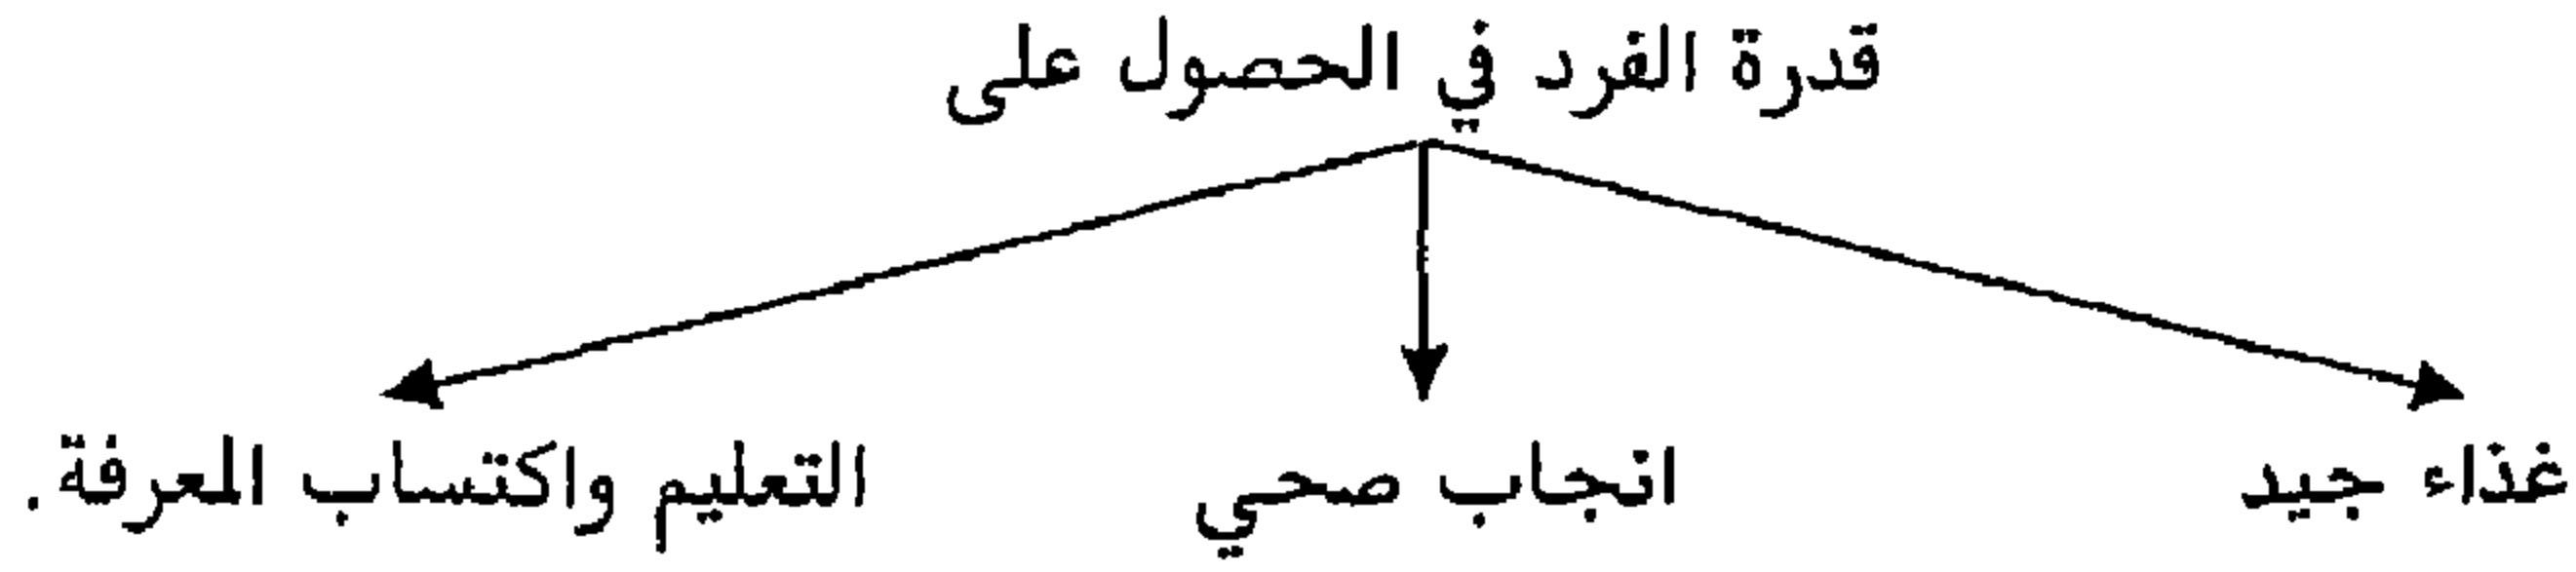 قدرة الفرد في الحصول على
غذاء جيد
انجاب صحي
التعليم واكتساب المعرفة.